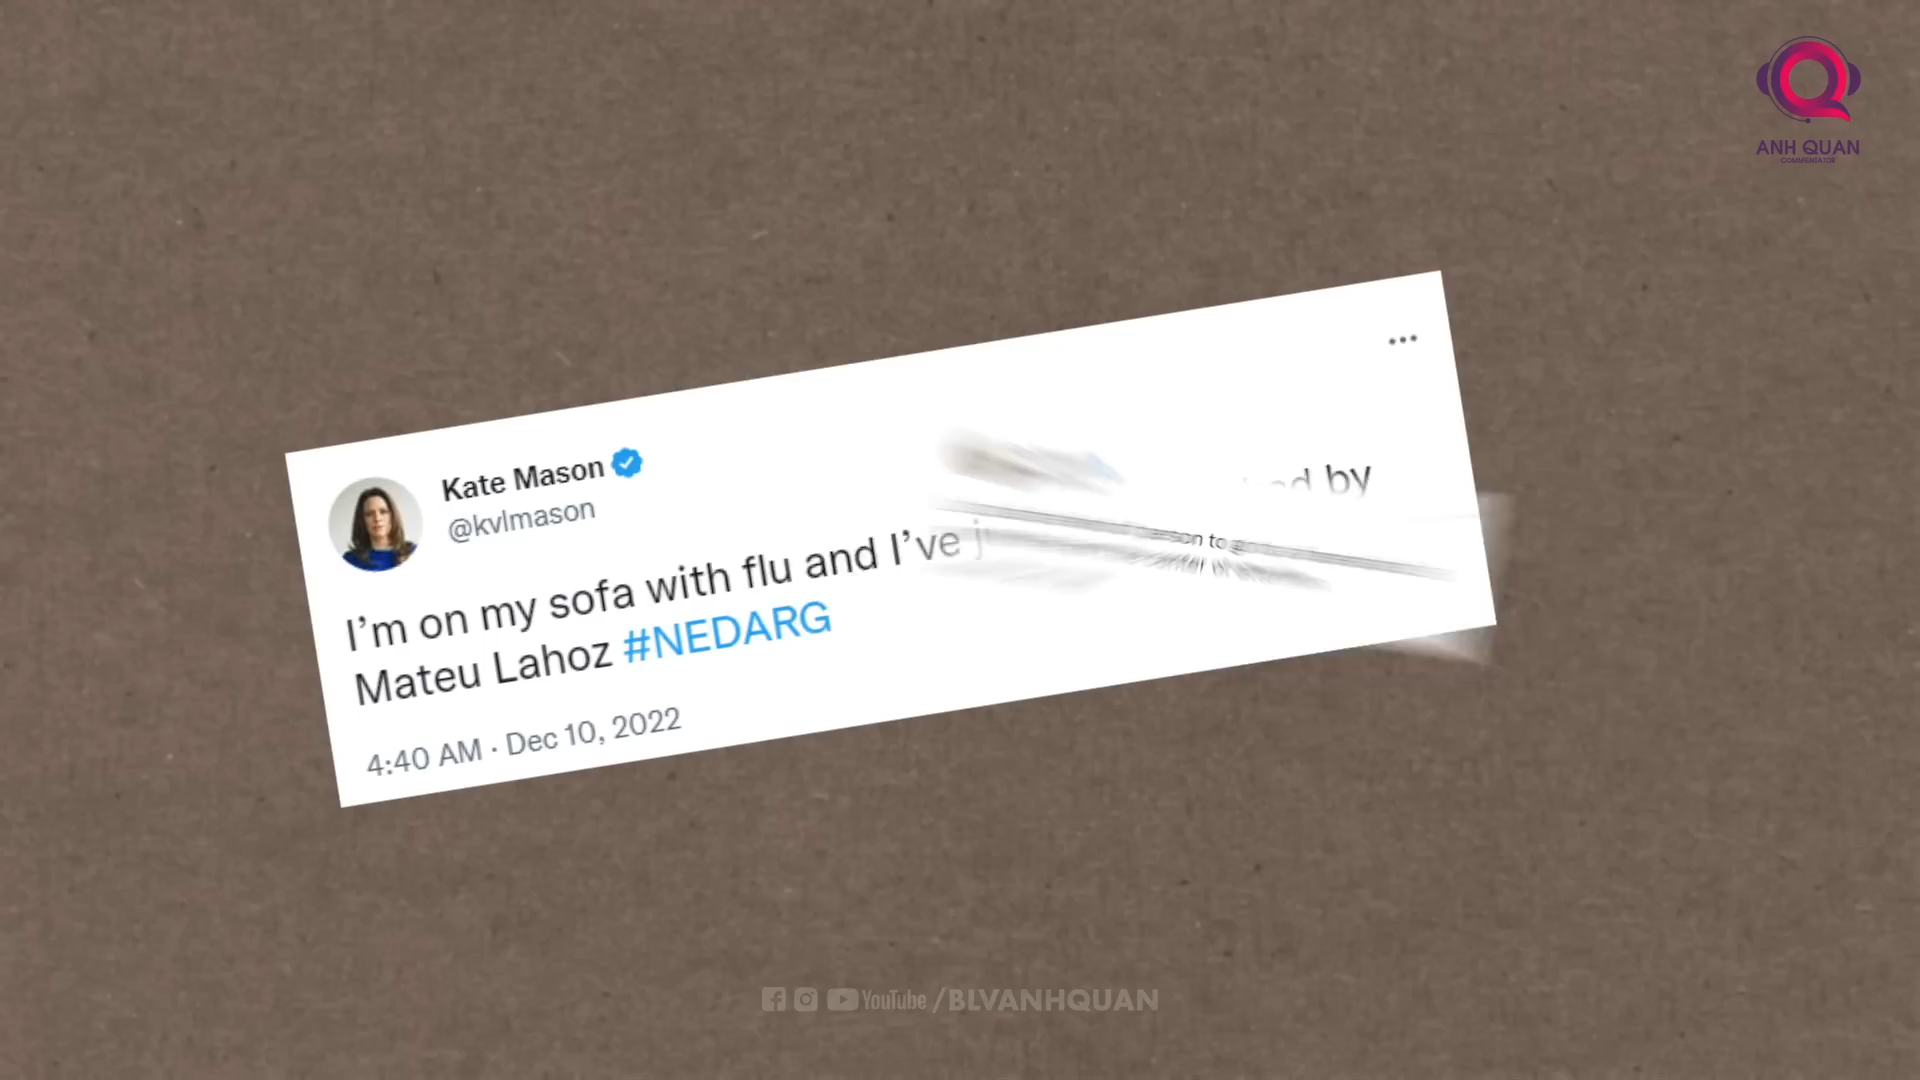 ANH QUAN
COMMENTATOR
Kate Mason
@kvlmason
I’m on my sofa with flu and I’ve by
Mateu Lahoz #NEDARG
4:40 AM · Dec 10, 2022
YouTube /BLVANHQUAN